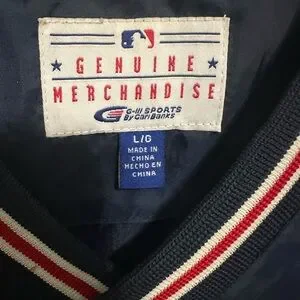 GENUINE
MERCHANDISE
G-III SPORTS
By Carl Banks
L/G
MADE IN
CHINA
HECHO EN
CHINA